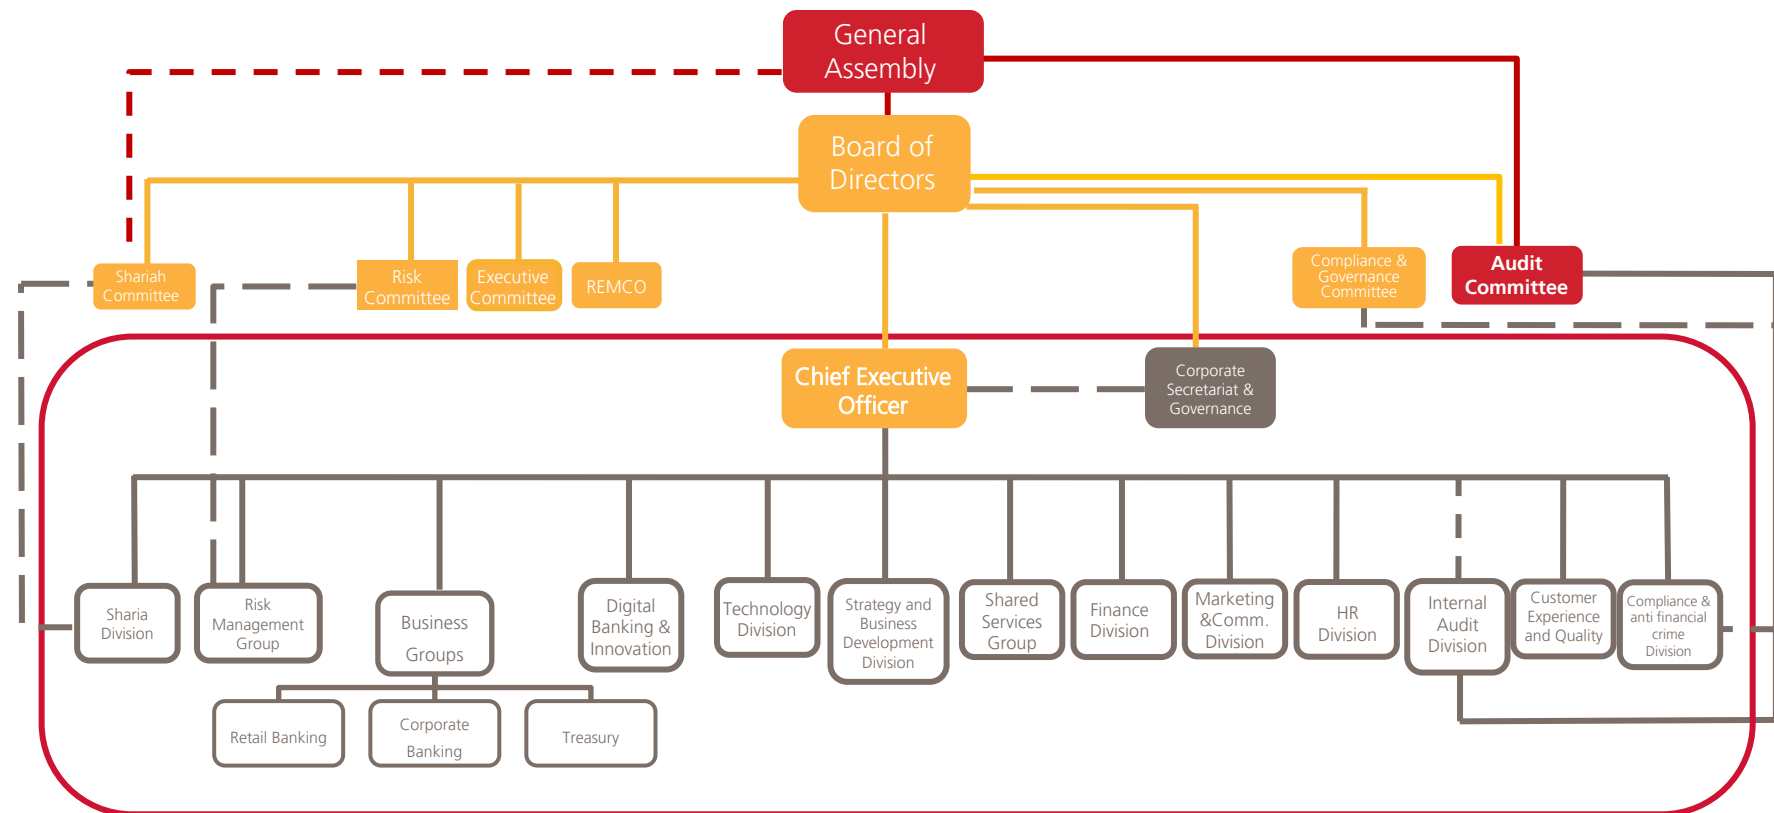 General
Assembly
Board of
Directors
Shariah
Committee
Risk
Committee
Executive
Committee
REMCO
Compliance &
Governance
Committee
Audit
Committee
Chief Executive
Officer
Corporate
Secretariat &
Governance
Sharia
Division
Risk
Management
Group
Business
Groups
Digital
Banking &
Innovation
Technology
Division
Strategy and
Business
Development
Division
Shared
Services
Group
Finance
Division
Marketing
&Comm.
Division
HR
Division
Internal
Audit
Division
Customer
Experience
and Quality
Compliance &
anti financial
crime
Division
Retail Banking
Corporate
Banking
Treasury